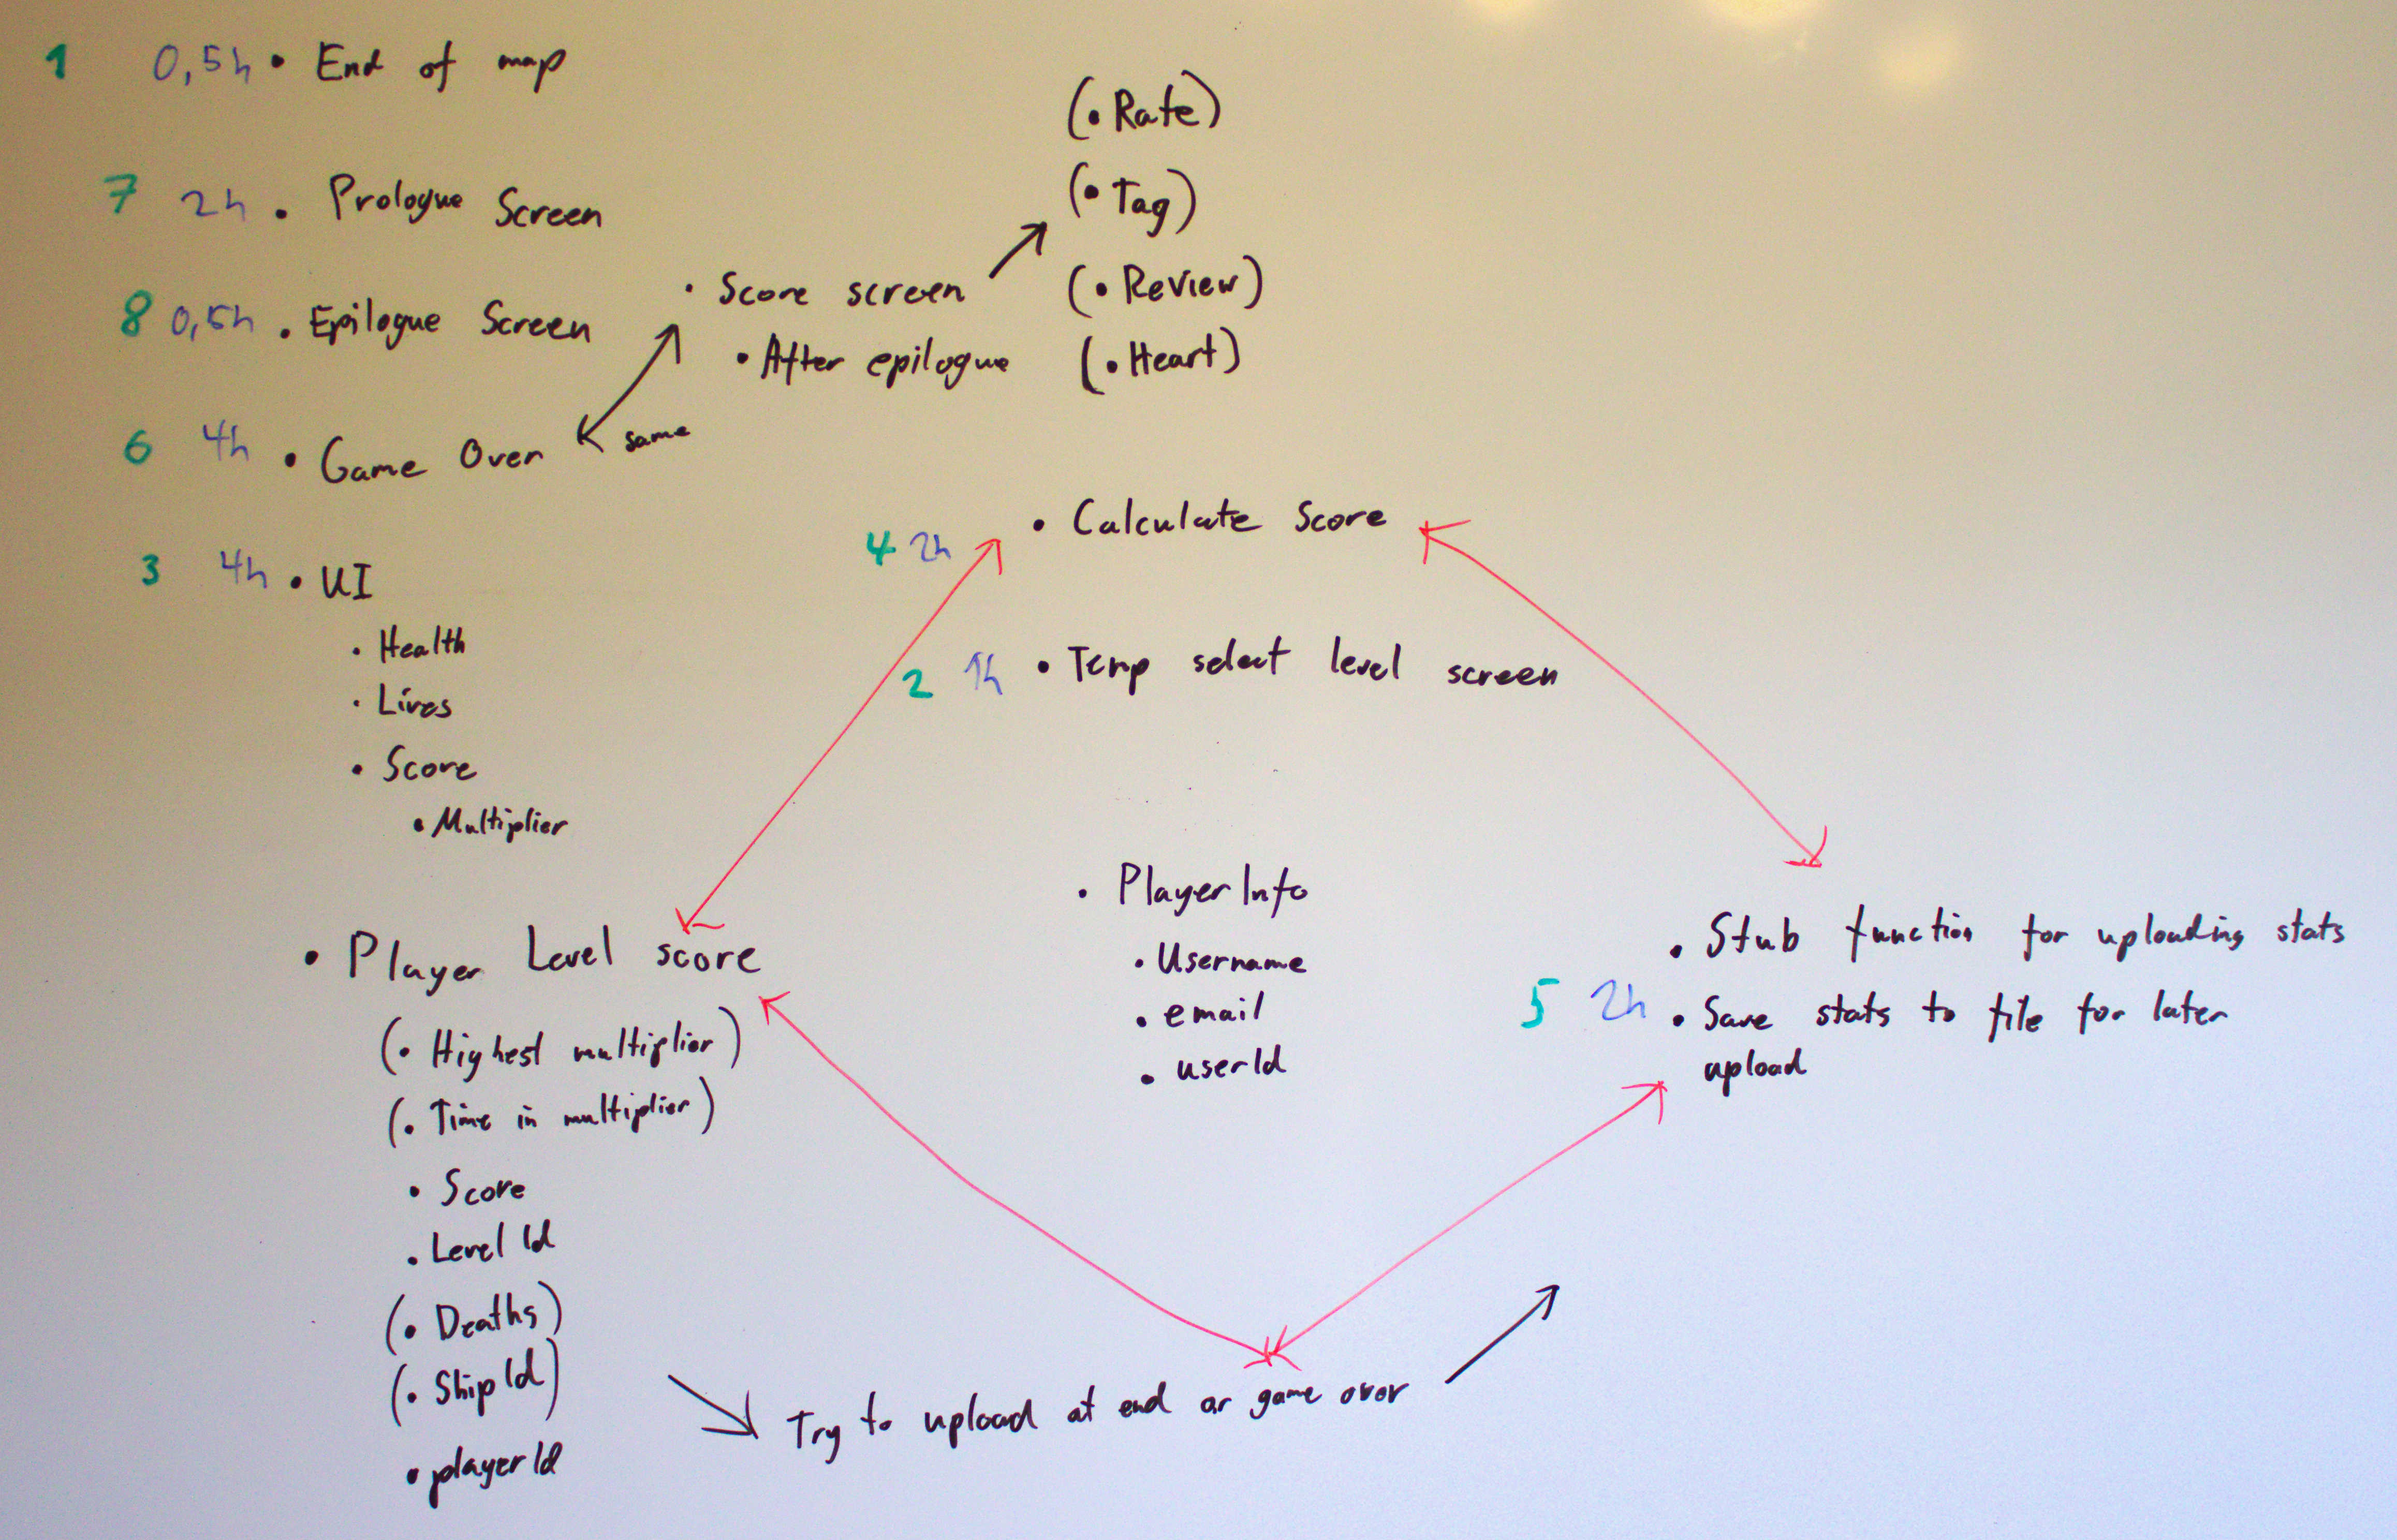 1 0,5h • End of map
7 2h • Prologue Screen
8 0,5h • Epilogue Screen
6 4h • Game Over
same
• Score screen
• After epilogue
(• Rate)
(• Tag)
(• Review)
(• Heart)
3 4h • UI
• Health
• Lives
• Score
• Multiplier
4 2h • Calculate Score
2 1h • Temp select level screen
• Player Level score
(• Highest multiplier)
(• Time in multiplier)
• Score
• Level Id
(• Deaths)
(• Ship Id)
• playerId
• PlayerInfo
• Username
• email
• userId
• Stub function for uploading stats
5 2h • Save stats to file for later
upload
Try to upload at end or game over